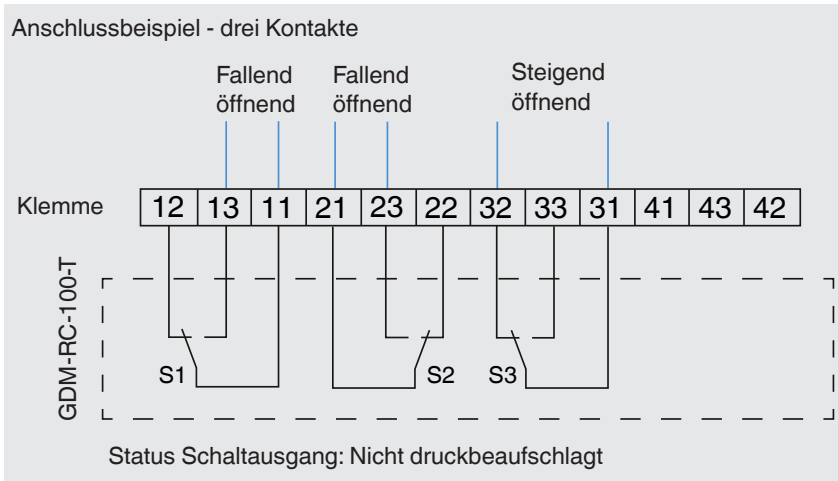 Anschlussbeispiel - drei Kontakte
Fallend öffnend
Fallend öffnend
Steigend öffnend
Klemme 12 13 11 21 23 22 32 33 31 41 43 42
GDM-RC-100-T
S1 S2 S3
Status Schaltausgang: Nicht druckbeaufschlagt